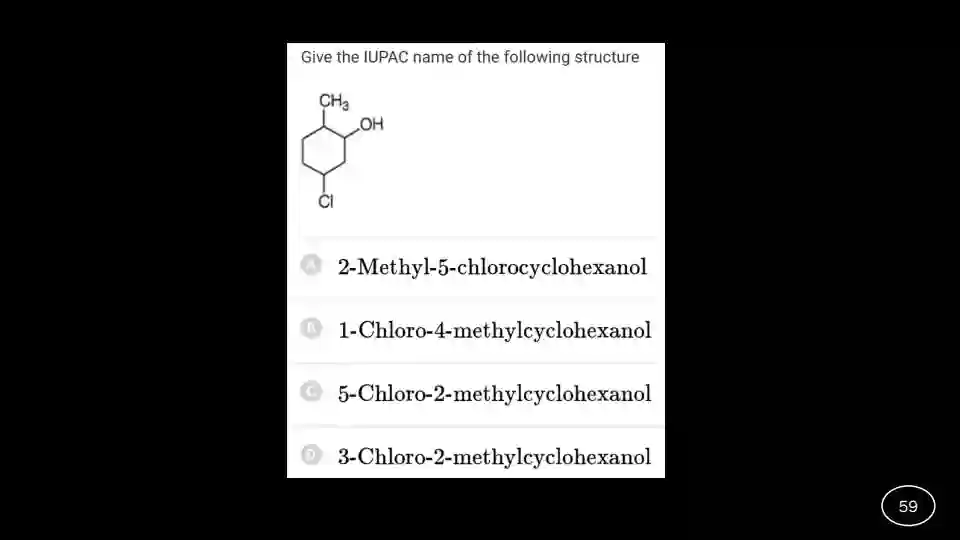 Give the IUPAC name of the following structure
CH₃
OH
Cl
A 2-Methyl-5-chlorocyclohexanol
B 1-Chloro-4-methylcyclohexanol
C 5-Chloro-2-methylcyclohexanol
D 3-Chloro-2-methylcyclohexanol
59